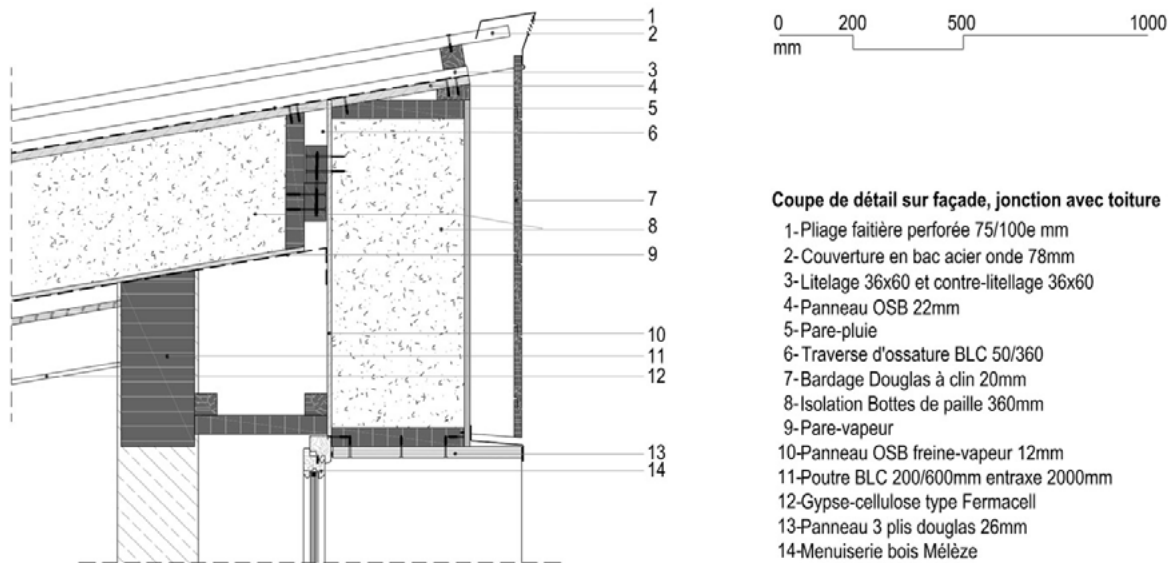 1
2
3
4
5
6
7
8
9
10
11
12
13
14
0 200 500 1000
mm
Coupe de détail sur façade, jonction avec toiture
1-Pliage faitière perforée 75/100e mm
2-Couverture en bac acier onde 78mm
3-Litelage 36x60 et contre-litellage 36x60
4-Panneau OSB 22mm
5-Pare-pluie
6-Traverse d'ossature BLC 50/360
7-Bardage Douglas à clin 20mm
8-Isolation Bottes de paille 360mm
9-Pare-vapeur
10-Panneau OSB freine-vapeur 12mm
11-Poutre BLC 200/600mm entraxe 2000mm
12-Gypse-cellulose type Fermacell
13-Panneau 3 plis douglas 26mm
14-Menuiserie bois Mélèze